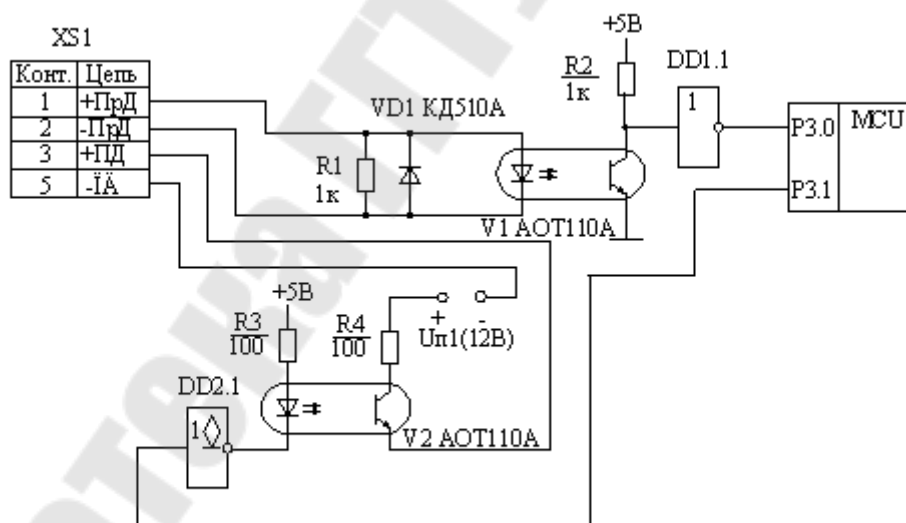 XS1
Конт. Цепь
1 +ПрД
2 -ПрД
3 +ПД
5 -ÏÄ
VD1 КД510А
R1
1к
+5В
R2
1к
DD1.1
1
P3.0 MCU
P3.1
V1 АОТ110А
+5В
R3
100
R4
100
+ -
Uп1(12В)
DD2.1
1
V2 АОТ110А